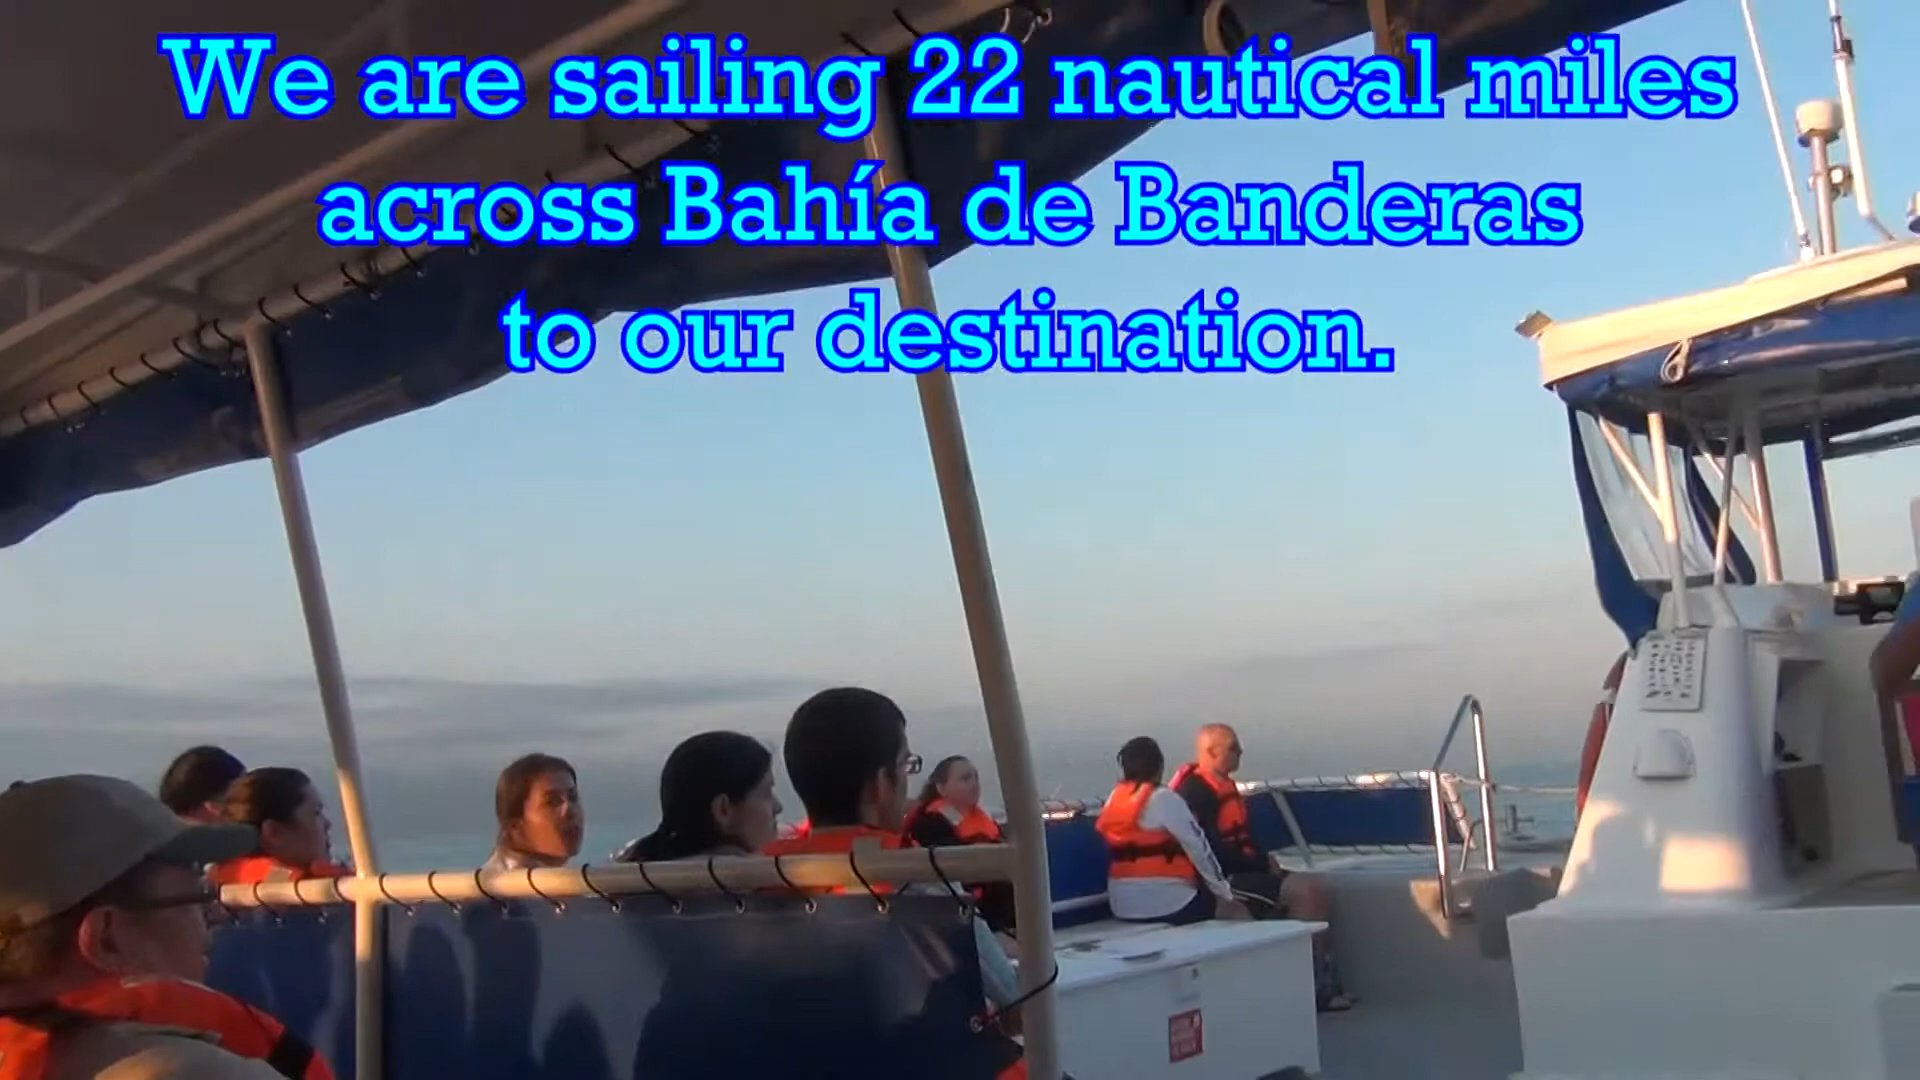 We are sailing 22 nautical miles
across Bahía de Banderas
to our destination.